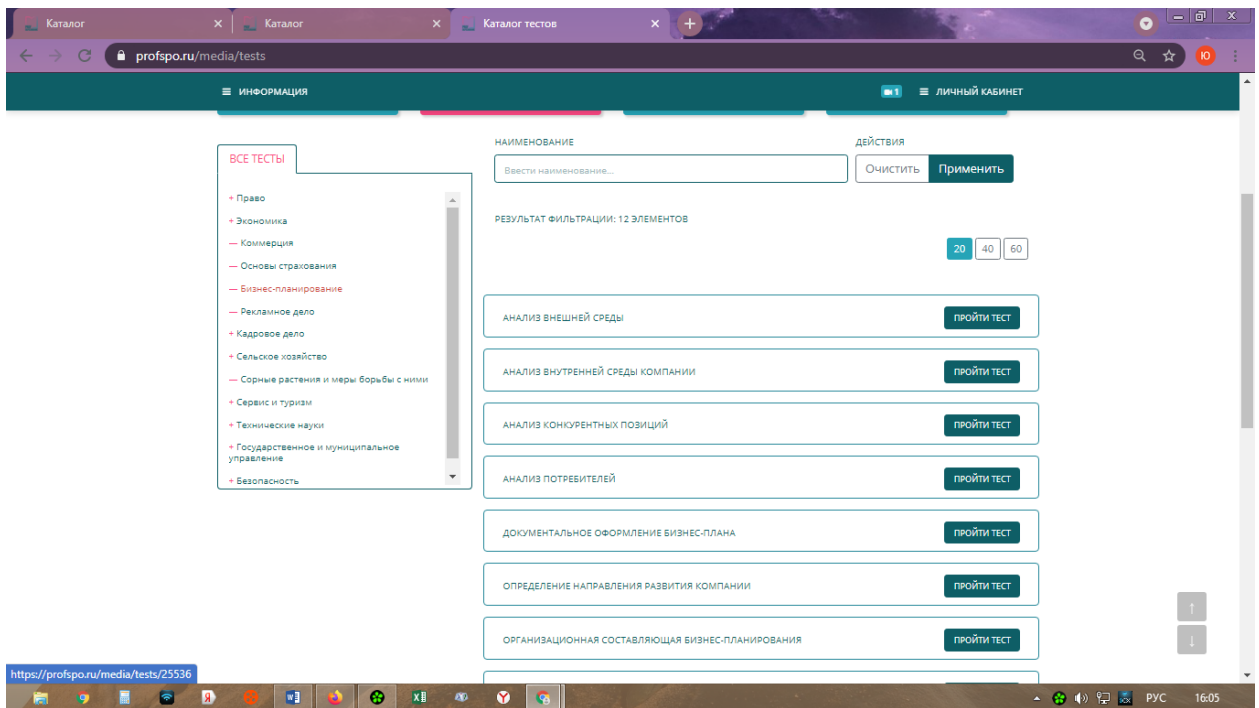 Каталог
Каталог
Каталог тестов
profspo.ru/media/tests
Ю
ИНФОРМАЦИЯ
1
ЛИЧНЫЙ КАБИНЕТ
НАИМЕНОВАНИЕ
ДЕЙСТВИЯ
ВСЕ ТЕСТЫ
Ввести наименование...
Очистить
Применить
+ Право
+ Экономика
— Коммерция
— Основы страхования
— Бизнес-планирование
— Рекламное дело
+ Кадровое дело
+ Сельское хозяйство
— Сорные растения и меры борьбы с ними
+ Сервис и туризм
+ Технические науки
+ Государственное и муниципальное
управление
+ Безопасность
РЕЗУЛЬТАТ ФИЛЬТРАЦИИ: 12 ЭЛЕМЕНТОВ
20 40 60
АНАЛИЗ ВНЕШНЕЙ СРЕДЫ
ПРОЙТИ ТЕСТ
АНАЛИЗ ВНУТРЕННЕЙ СРЕДЫ КОМПАНИИ
ПРОЙТИ ТЕСТ
АНАЛИЗ КОНКУРЕНТНЫХ ПОЗИЦИЙ
ПРОЙТИ ТЕСТ
АНАЛИЗ ПОТРЕБИТЕЛЕЙ
ПРОЙТИ ТЕСТ
ДОКУМЕНТАЛЬНОЕ ОФОРМЛЕНИЕ БИЗНЕС-ПЛАНА
ПРОЙТИ ТЕСТ
ОПРЕДЕЛЕНИЕ НАПРАВЛЕНИЯ РАЗВИТИЯ КОМПАНИИ
ПРОЙТИ ТЕСТ
ОРГАНИЗАЦИОННАЯ СОСТАВЛЯЮЩАЯ БИЗНЕС-ПЛАНИРОВАНИЯ
ПРОЙТИ ТЕСТ
https://profspo.ru/media/tests/25536
РУС
16:05